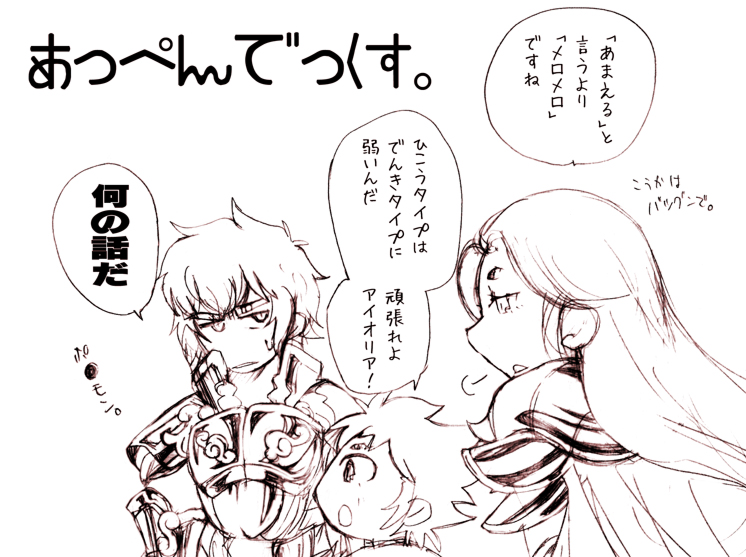 あっぺんでっくす。
「あまえる」と
言うより
「メロメロ」
ですね
こうかは
バツグンで。
ひこうタイプは
でんきタイプに
弱いんだ
頑張れよ
アイオリア!
何の話だ
ポ●モン。